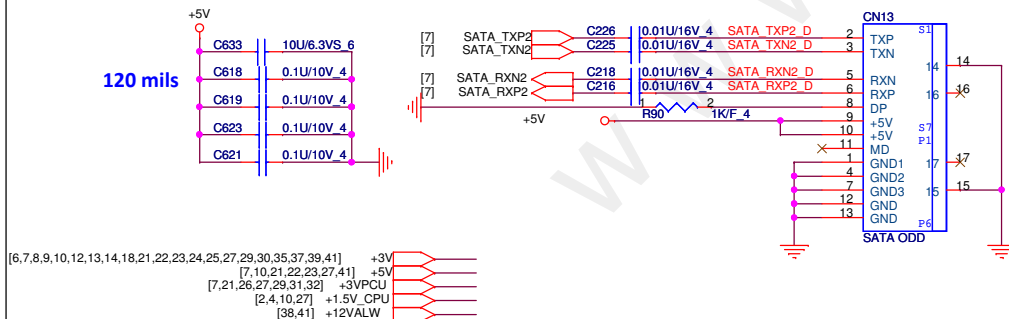 +5V
C633 10U/6.3VS_6
C618 0.1U/10V_4
120 mils
C619 0.1U/10V_4
C623 0.1U/10V_4
C621 0.1U/10V_4
[7] SATA_TXP2 C226 0.01U/16V_4 SATA_TXP2_D
[7] SATA_TXN2 C225 0.01U/16V_4 SATA_TXN2_D
[7] SATA_RXN2 C218 0.01U/16V_4 SATA_RXN2_D
[7] SATA_RXP2 C216 0.01U/16V_4 SATA_RXP2_D
1 R90 2 1K/F_4
+5V
CN13
2 TXP S1
3 TXN
14 14
5 RXN
6 RXP 16 16
8 DP
9 +5V S7
10 +5V P1
11 MD
1 GND1 17 17
4 GND2
7 GND3 15 15
12 GND
13 GND P6
SATA ODD
[6,7,8,9,10,12,13,14,18,21,22,23,24,25,27,29,30,35,37,39,41] +3V
[7,10,21,22,23,27,41] +5V
[7,21,26,27,29,31,32] +3VPCU
[2,4,10,27] +1.5V_CPU
[38,41] +12VALW
w w